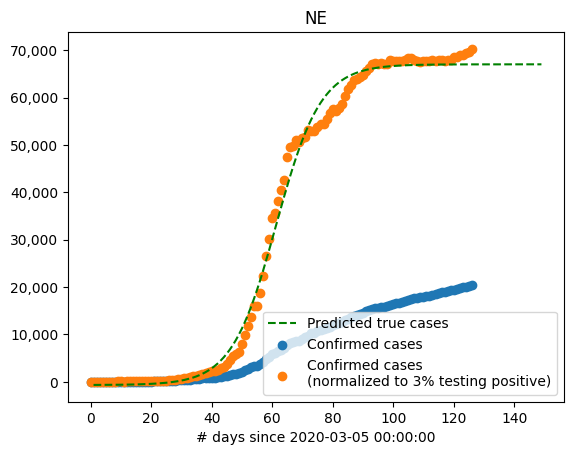 NE
70,000
60,000
50,000
40,000
30,000
20,000
10,000
0
Predicted true cases
Confirmed cases
Confirmed cases
(normalized to 3% testing positive)
0 20 40 60 80 100 120 140
# days since 2020-03-05 00:00:00